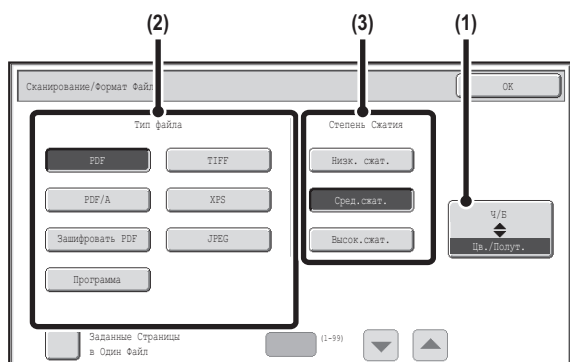 (2) (3) (1)
Сканирование/Формат Файл
OK
Тип файла
Степень Сжатия
PDF TIFF
Низк. сжат.
PDF/A XPS
Сред.сжат.
Ч/Б
Цв./Полут.
Зашифровать PDF JPEG
Высок.сжат.
Программа
Заданные Страницы
в Один Файл
(1-99)